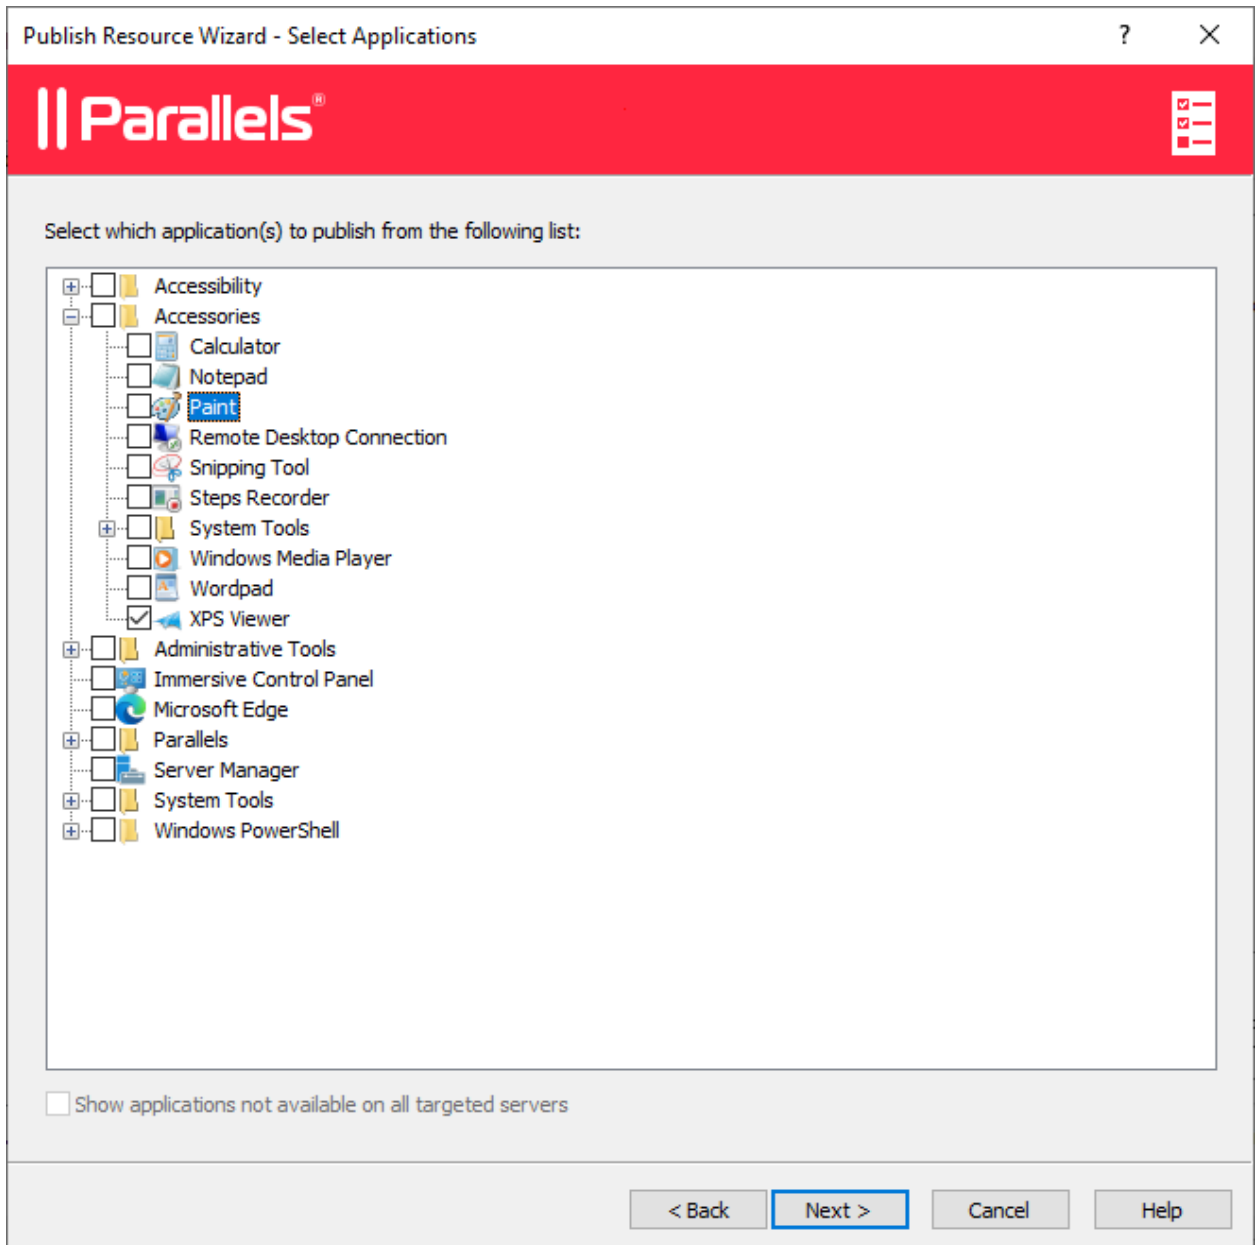 Publish Resource Wizard - Select Applications ?
Parallels®
Select which application(s) to publish from the following list:
Accessibility
Accessories
Calculator
Notepad
Paint
Remote Desktop Connection
Snipping Tool
Steps Recorder
System Tools
Windows Media Player
Wordpad
XPS Viewer
Administrative Tools
Immersive Control Panel
Microsoft Edge
Parallels
Server Manager
System Tools
Windows PowerShell
Show applications not available on all targeted servers
< Back Next > Cancel Help